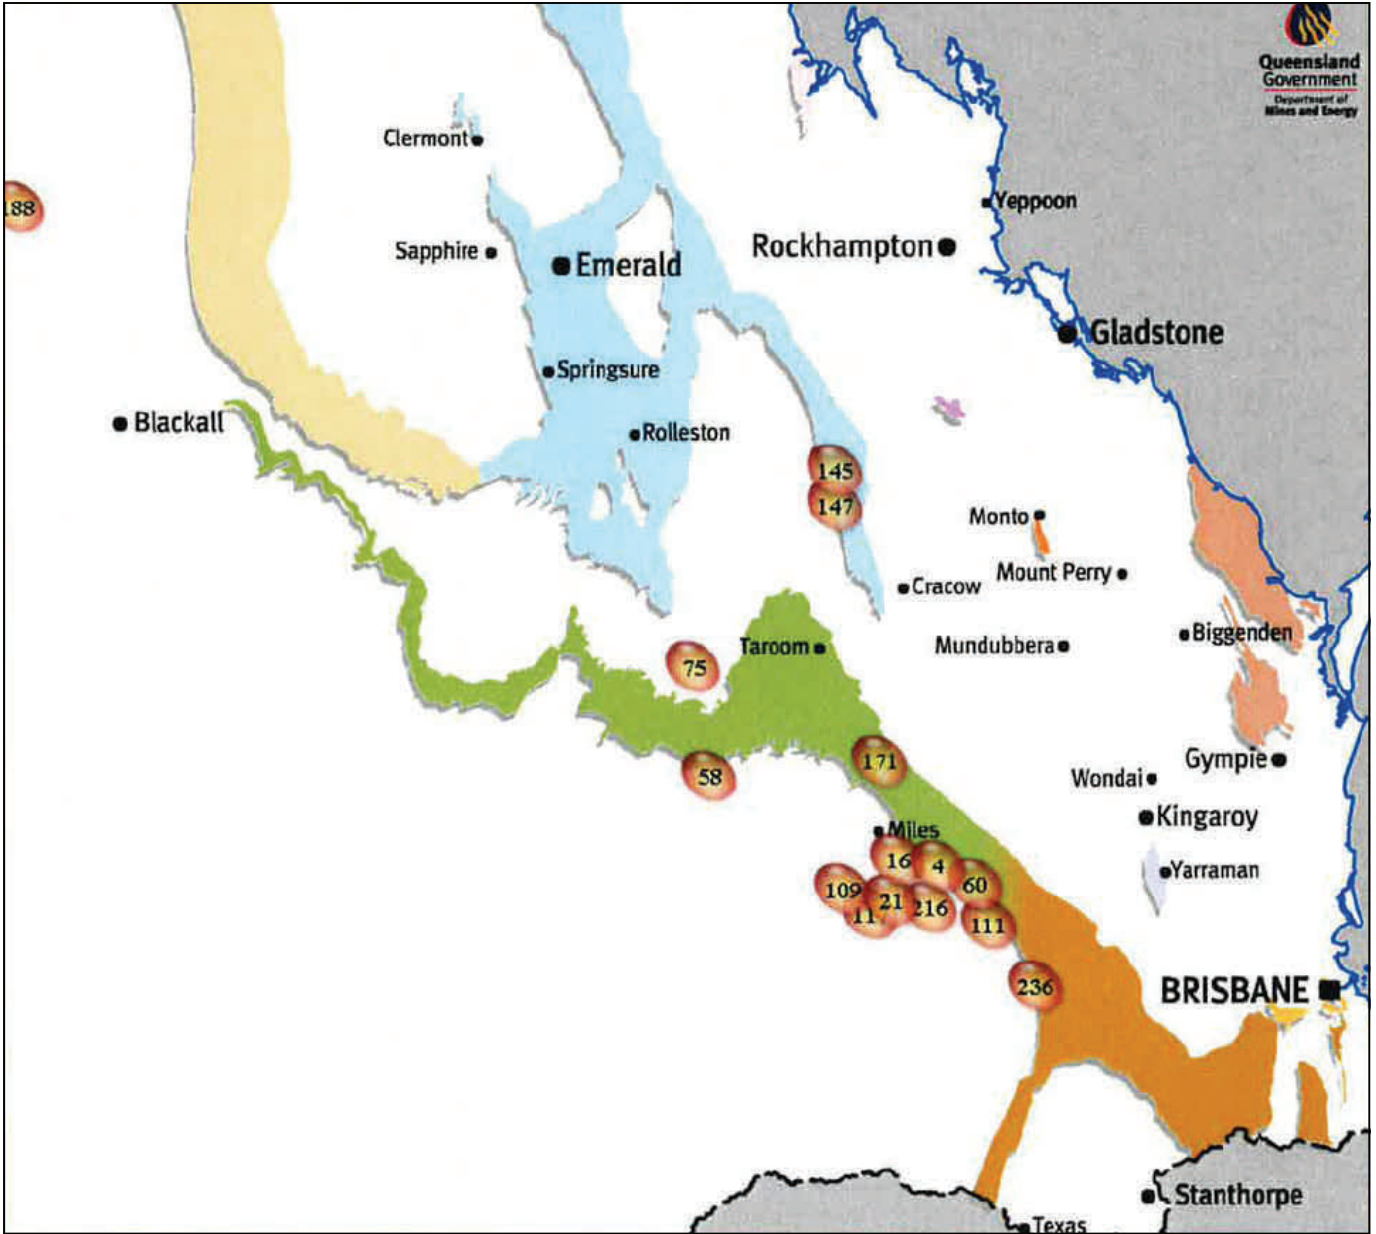 Queensland
Government
Department of
Mines and Energy
Clermont
188
Yeppoon
Sapphire
Rockhampton
Emerald
Gladstone
Springsure
Blackall
Rolleston
145
147
Monto
Mount Perry
Cracow
Biggenden
Taroom
Mundubbera
75
171
Gympie
58
Wondai
Kingaroy
Miles
16
4
Yarraman
60
109
21
216
11
111
236
BRISBANE
Stanthorpe
Texas